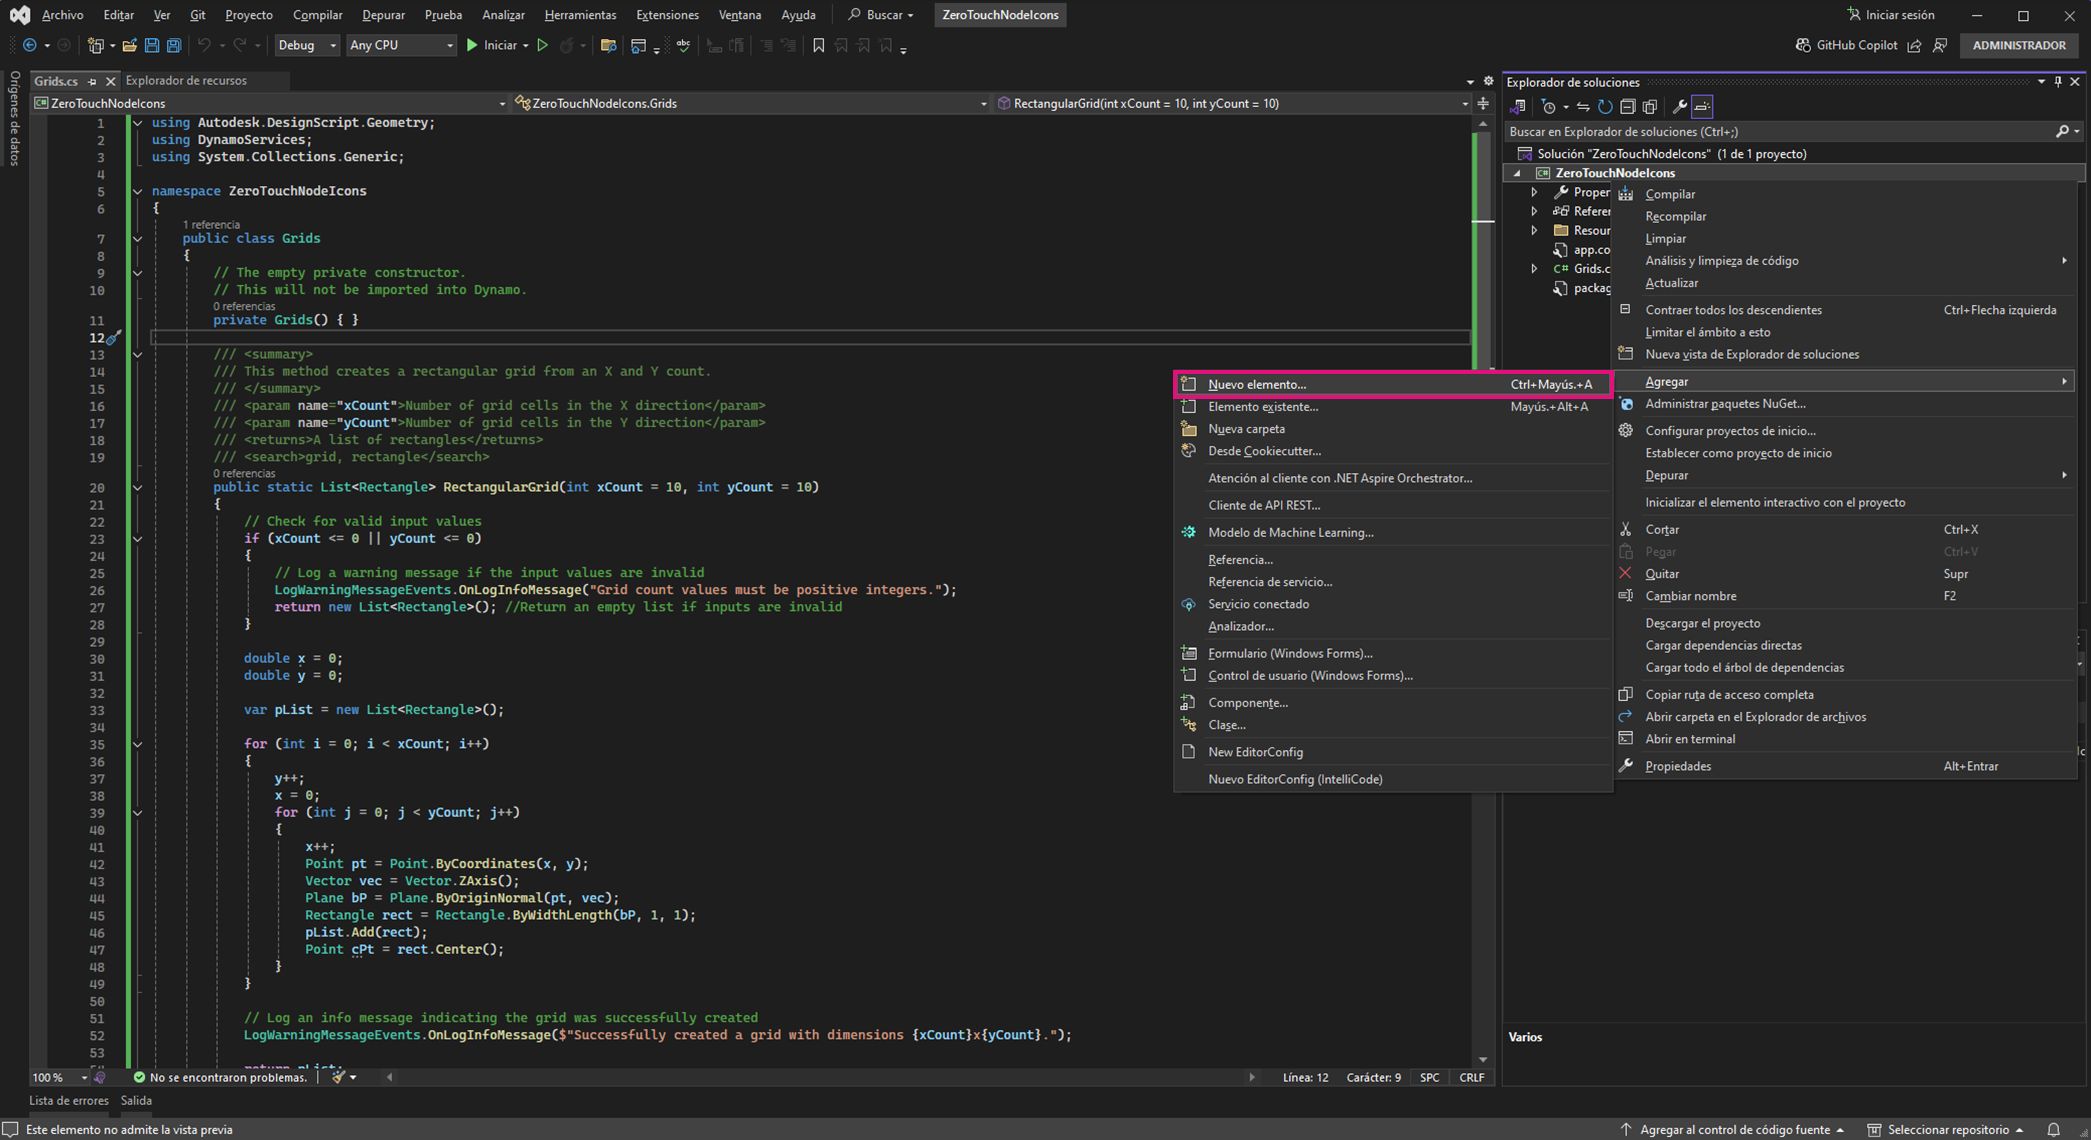 Archivo Editar Ver Git Proyecto Compilar Depurar Prueba Analizar Herramientas Extensiones Ventana Ayuda Buscar ZeroTouchNodeIcons Iniciar sesión
Debug Any CPU Iniciar GitHub Copilot ADMINISTRADOR
Orígenes de datos
Grids.cs Explorador de recursos
ZeroTouchNodeIcons ZeroTouchNodeIcons.Grids RectangularGrid(int xCount = 10, int yCount = 10)
1 using Autodesk.DesignScript.Geometry;
2 using DynamoServices;
3 using System.Collections.Generic;
4
5 namespace ZeroTouchNodeIcons
6 {
1 referencia
7 public class Grids
8 {
9 // The empty private constructor.
10 // This will not be imported into Dynamo.
0 referencias
11 private Grids() { }
12
13 /// <summary>
14 /// This method creates a rectangular grid from an X and Y count.
15 /// </summary>
16 /// <param name="xCount">Number of grid cells in the X direction</param>
17 /// <param name="yCount">Number of grid cells in the Y direction</param>
18 /// <returns>A list of rectangles</returns>
19 /// <search>grid, rectangle</search>
0 referencias
20 public static List<Rectangle> RectangularGrid(int xCount = 10, int yCount = 10)
21 {
22 // Check for valid input values
23 if (xCount <= 0 || yCount <= 0)
24 {
25 // Log a warning message if the input values are invalid
26 LogWarningMessageEvents.OnLogInfoMessage("Grid count values must be positive integers.");
27 return new List<Rectangle>(); //Return an empty list if inputs are invalid
28 }
29
30 double x = 0;
31 double y = 0;
32
33 var pList = new List<Rectangle>();
34
35 for (int i = 0; i < xCount; i++)
36 {
37 y++;
38 x = 0;
39 for (int j = 0; j < yCount; j++)
40 {
41 x++;
42 Point pt = Point.ByCoordinates(x, y);
43 Vector vec = Vector.ZAxis();
44 Plane bP = Plane.ByOriginNormal(pt, vec);
45 Rectangle rect = Rectangle.ByWidthLength(bP, 1, 1);
46 pList.Add(rect);
47 Point cPt = rect.Center();
48 }
49 }
50
51 // Log an info message indicating the grid was successfully created
52 LogWarningMessageEvents.OnLogInfoMessage($"Successfully created a grid with dimensions {xCount}x{yCount}.");
53
100 % No se encontraron problemas. Línea: 12 Carácter: 9 SPC CRLF
Lista de errores Salida
Este elemento no admite la vista previa Agregar al control de código fuente Seleccionar repositorio
Nuevo elemento... Ctrl+Mayús.+A
Elemento existente... Mayús.+Alt+A
Nueva carpeta
Desde Cookiecutter...
Atención al cliente con .NET Aspire Orchestrator...
Cliente de API REST...
Modelo de Machine Learning...
Referencia...
Referencia de servicio...
Servicio conectado
Analizador...
Formulario (Windows Forms)...
Control de usuario (Windows Forms)...
Componente...
Clase...
New EditorConfig
Nuevo EditorConfig (IntelliCode)
Explorador de soluciones
Buscar en Explorador de soluciones (Ctrl+;)
Solución "ZeroTouchNodeIcons" (1 de 1 proyecto)
C# ZeroTouchNodeIcons
Proper
Referer
Resour
app.co
C# Grids.c
packag
Compilar
Recompilar
Limpiar
Análisis y limpieza de código
Actualizar
Contraer todos los descendientes Ctrl+Flecha izquierda
Limitar el ámbito a esto
Nueva vista de Explorador de soluciones
Agregar
Administrar paquetes NuGet...
Configurar proyectos de inicio...
Establecer como proyecto de inicio
Depurar
Inicializar el elemento interactivo con el proyecto
Cortar Ctrl+X
Pegar Ctrl+V
Quitar Supr
Cambiar nombre F2
Descargar el proyecto
Cargar dependencias directas
Cargar todo el árbol de dependencias
Copiar ruta de acceso completa
Abrir carpeta en el Explorador de archivos
Abrir en terminal
Propiedades Alt+Entrar
Varios